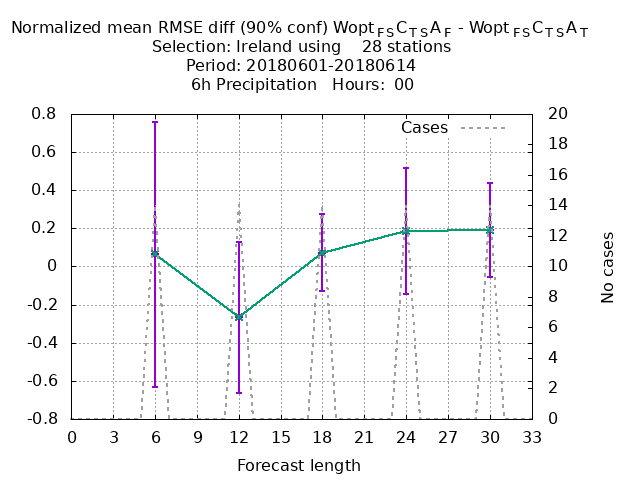 Normalized mean RMSE diff (90% conf) Wopt FS C TS A F - Wopt FS C TS A T
Selection: Ireland using 28 stations
Period: 20180601-20180614
6h Precipitation Hours: 00
Cases
0.8
0.6
0.4
0.2
0
-0.2
-0.4
-0.6
-0.8
20
18
16
14
12
10
8
6
4
2
0
No cases
0 3 6 9 12 15 18 21 24 27 30 33
Forecast length